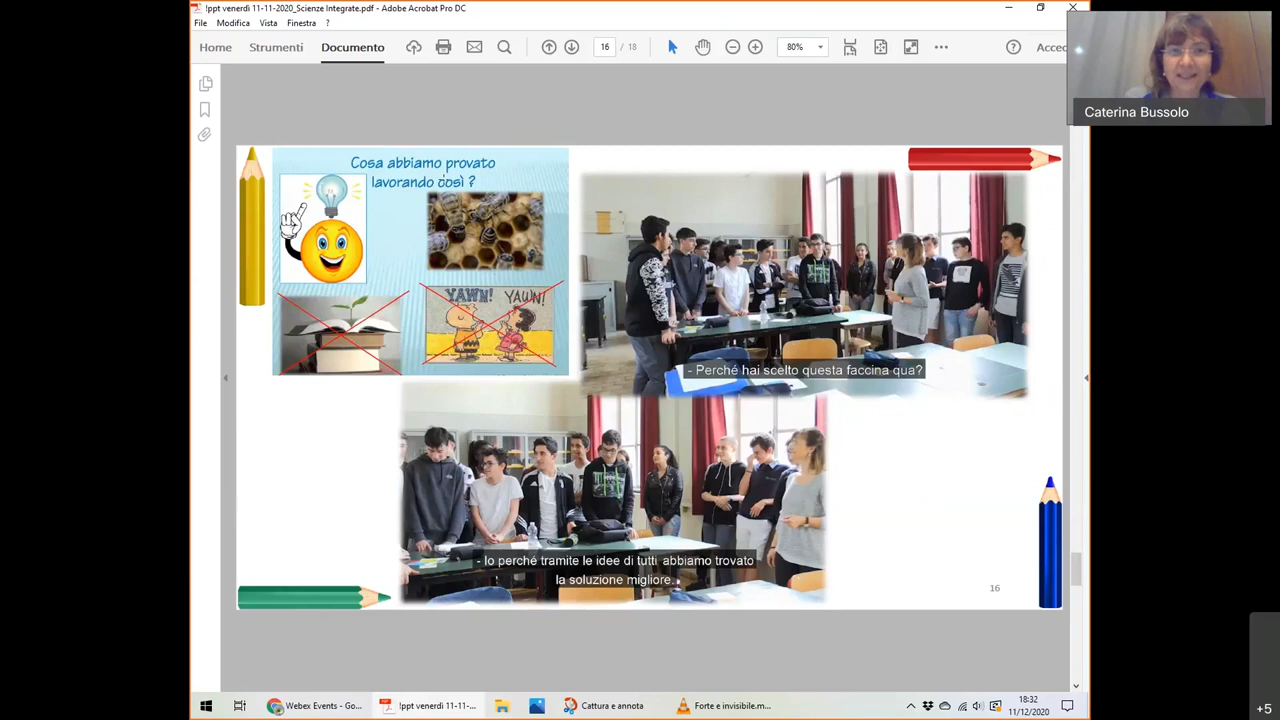 !ppt venerdì 11-11-2020_Scienze Integrate.pdf - Adobe Acrobat Pro DC
File Modifica Vista Finestra ?
Home Strumenti Documento 16 / 18 80% Acced
Caterina Bussolo
Cosa abbiamo provato
lavorando così ?
YAWN! YAWN!
- Perché hai scelto questa faccina qua?
- Io perché tramite le idee di tutti abbiamo trovato
la soluzione migliore.
16
Webex Events - Go... !ppt venerdì 11-11-... Cattura e annota Forte e invisibile.m...
18:32
11/12/2020
+5